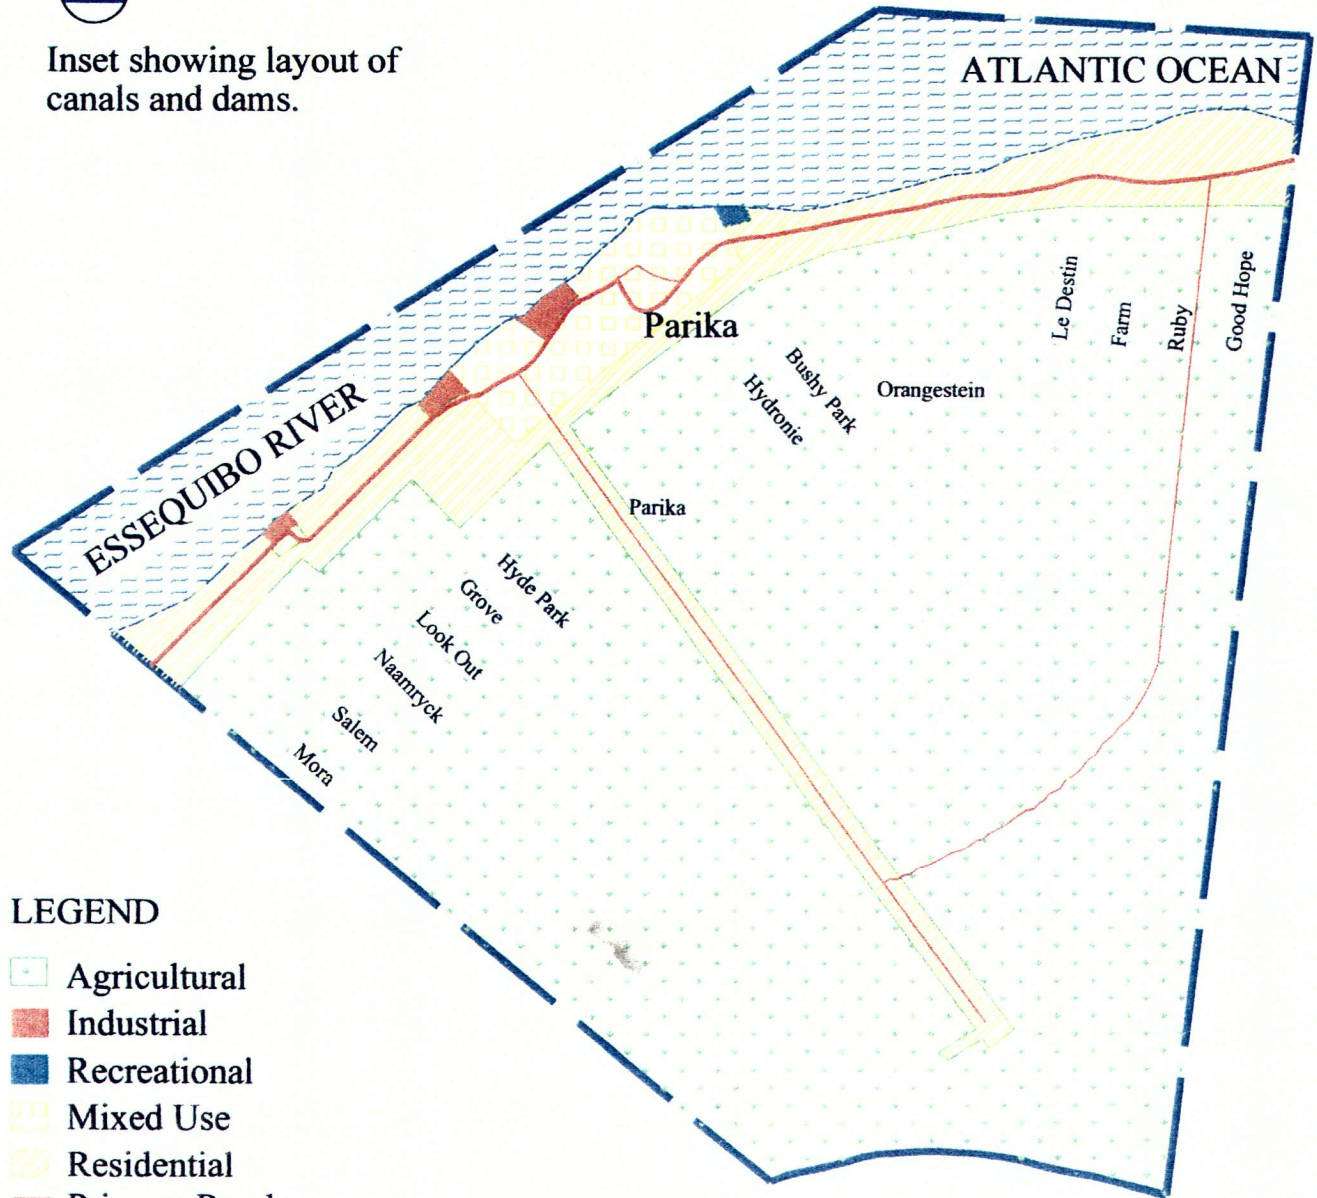 Inset showing layout of
canals and dams.
ATLANTIC OCEAN
ESSEQUIBO RIVER
Parika
Le Destin
Farm
Ruby
Good Hope
Bushy Park
Hydronie
Orangestein
Parika
Hyde Park
Grove
Look Out
Naamryck
Salem
Mora
LEGEND
Agricultural
Industrial
Recreational
Mixed Use
Residential